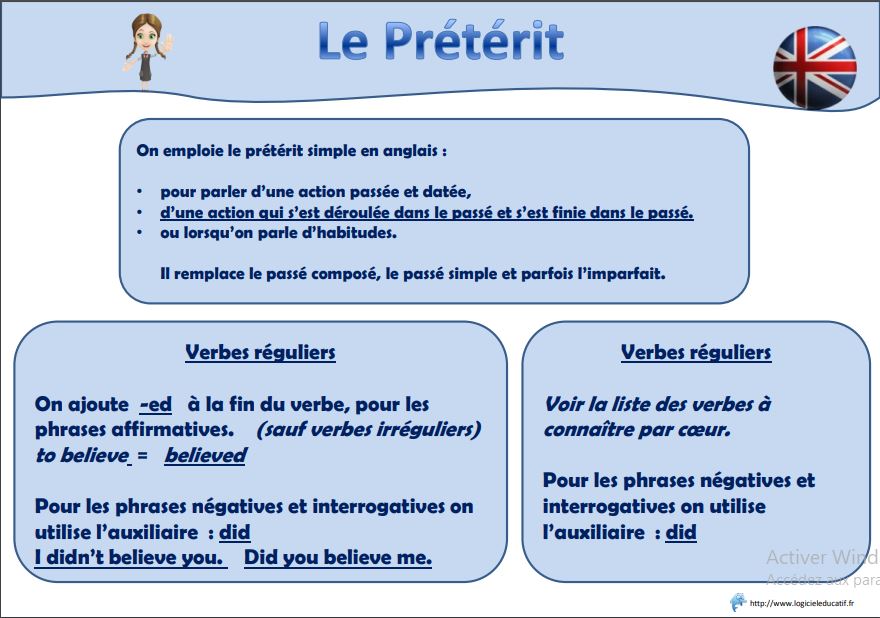 Le Prétérit
On emploie le prétérit simple en anglais :
• pour parler d'une action passée et datée,
• d'une action qui s'est déroulée dans le passé et s'est finie dans le passé.
• ou lorsqu'on parle d'habitudes.
Il remplace le passé composé, le passé simple et parfois l'imparfait.
Verbes réguliers
On ajoute -ed à la fin du verbe, pour les
phrases affirmatives. (sauf verbes irréguliers)
to believe = believed
Pour les phrases négatives et interrogatives on
utilise l'auxiliaire : did
I didn't believe you. Did you believe me.
Verbes réguliers
Voir la liste des verbes à
connaître par cœur.
Pour les phrases négatives et
interrogatives on utilise
l'auxiliaire : did
Activer Wind
Accédez aux para
http://www.logicieleducatif.fr